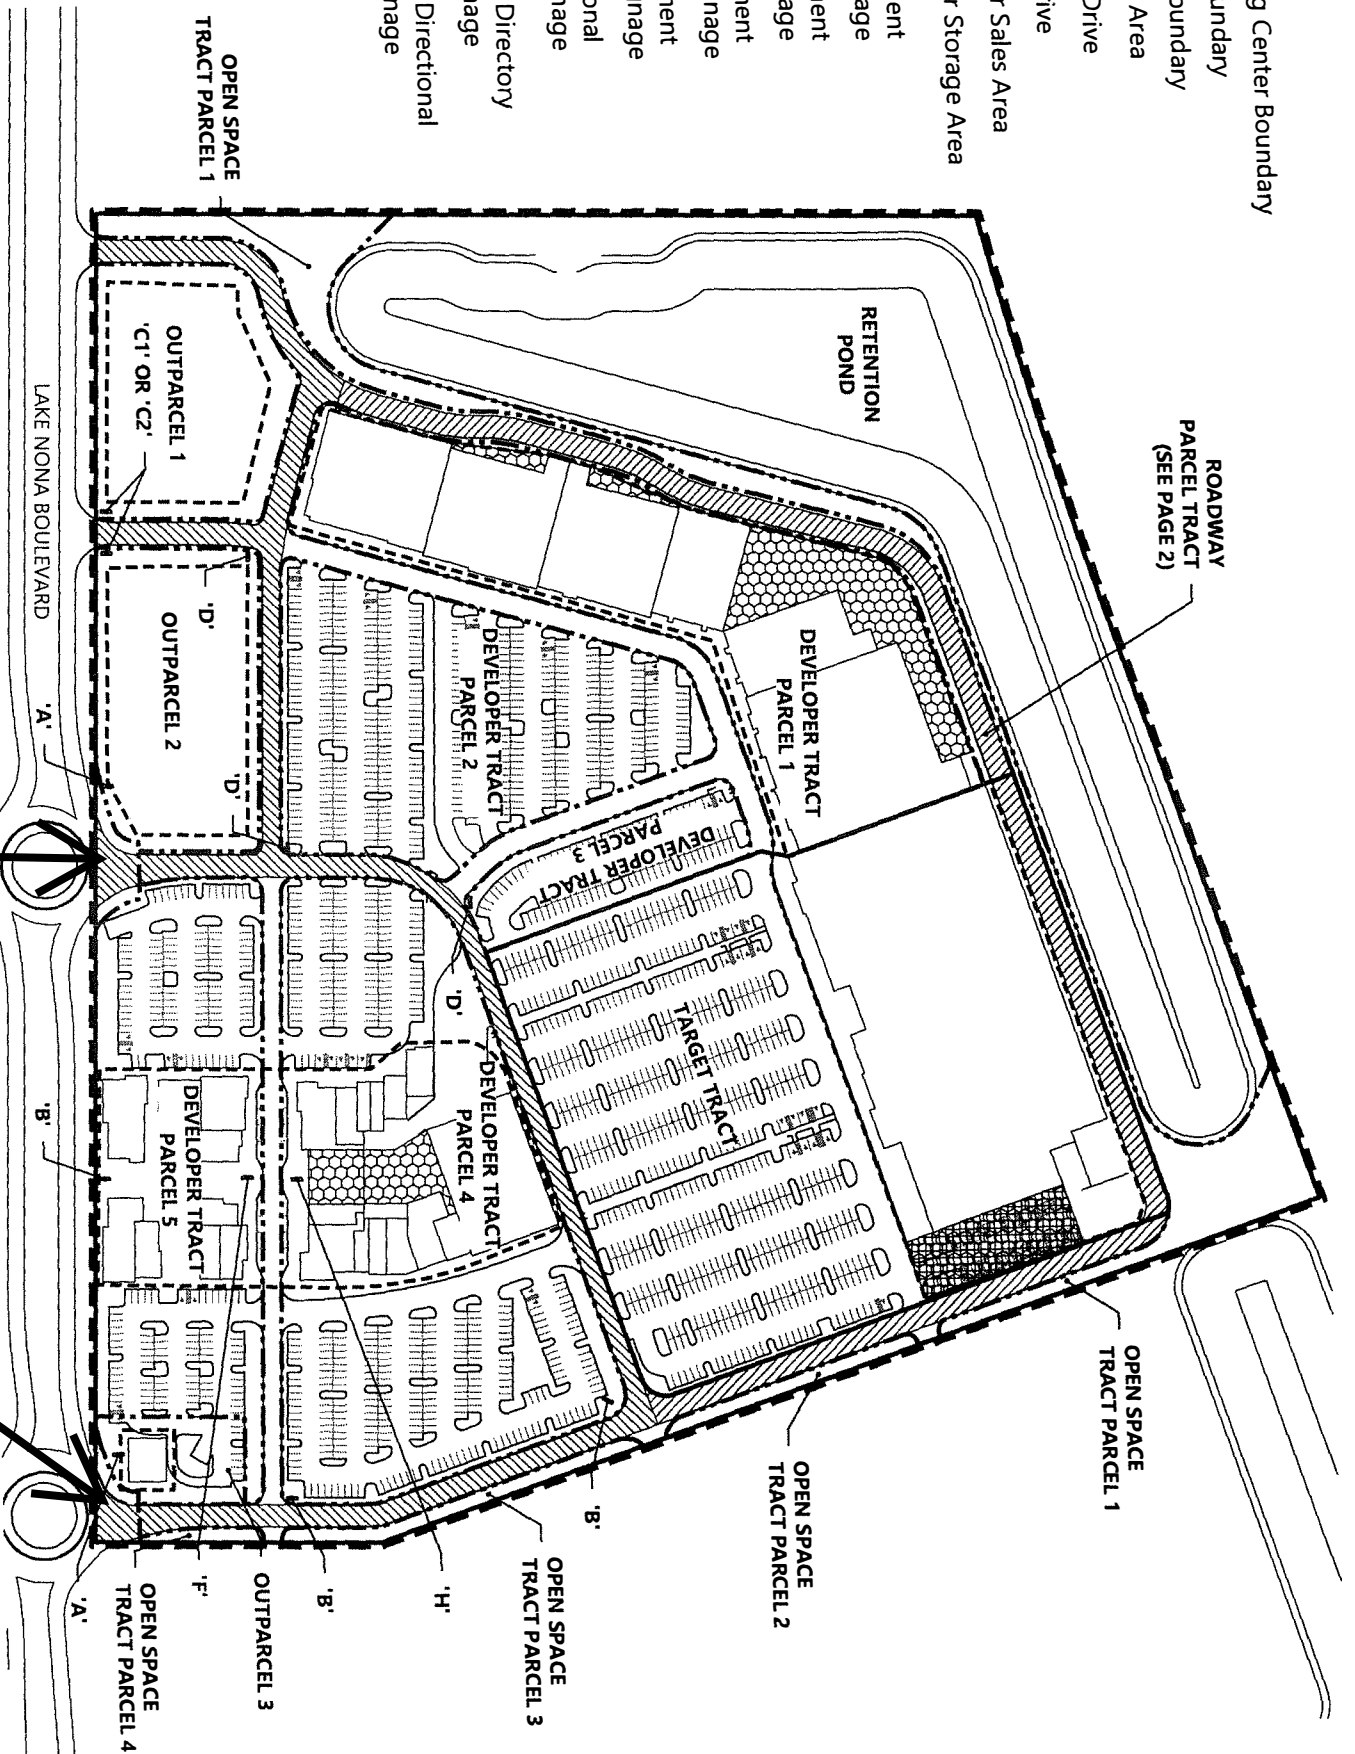 g Center Boundary
undary
oundary
Area
Drive
ive
r Sales Area
r Storage Area
ent
age
ment
age
ment
nage
ment
nage
onal
nage
Directory
nage
Directional
nage
OPEN SPACE
TRACT PARCEL 1
ROADWAY
PARCEL TRACT
(SEE PAGE 2)
RETENTION
POND
OUTPARCEL 1
'C1' OR 'C2'
LAKE NONA BOULEVARD
'D'
OUTPARCEL 2
'A'
'D'
DEVELOPER TRACT
PARCEL 1
DEVELOPER TRACT
PARCEL 2
DEVELOPER TRACT
PARCEL 3
'D'
TARGET TRACT
DEVELOPER TRACT
PARCEL 4
DEVELOPER TRACT
PARCEL 5
'B'
OPEN SPACE
TRACT PARCEL 1
OPEN SPACE
TRACT PARCEL 2
'B'
OPEN SPACE
TRACT PARCEL 3
'H'
'B'
OUTPARCEL 3
'F'
OPEN SPACE
TRACT PARCEL 4
'A'